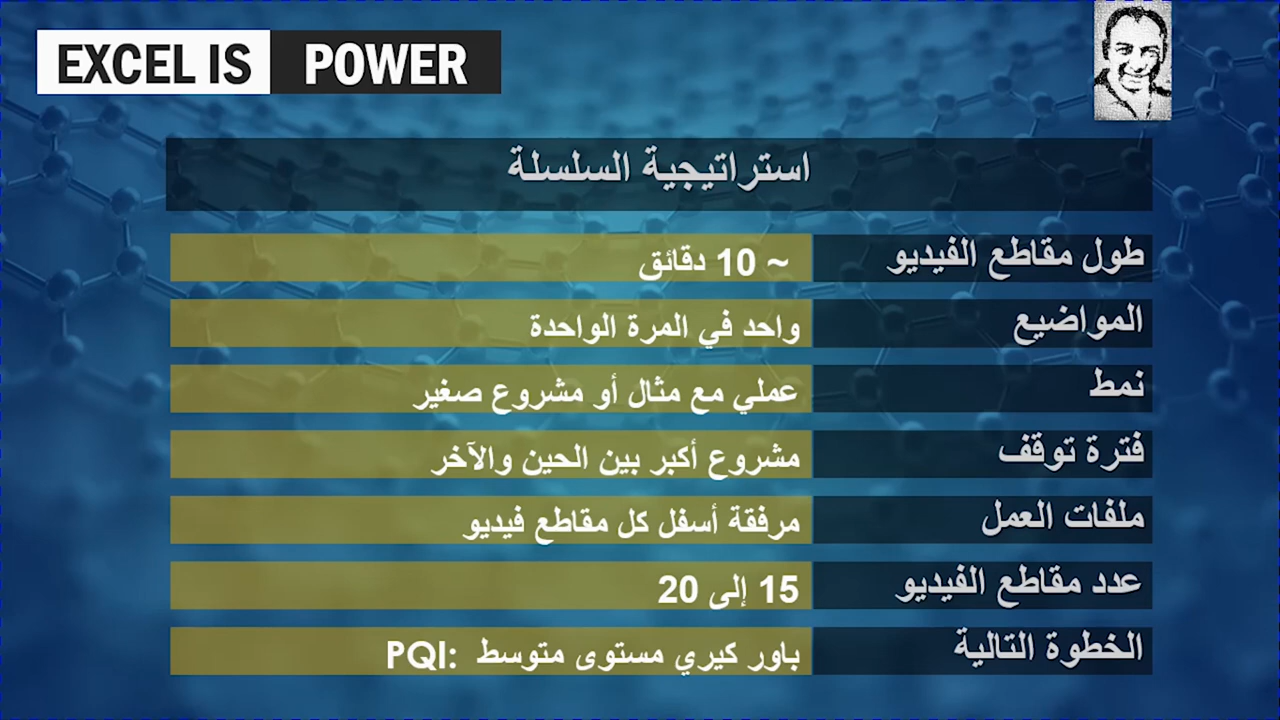 EXCEL IS POWER
استراتيجية السلسلة
طول مقاطع الفيديو ~ 10 دقائق
المواضيع واحد في المرة الواحدة
نمط عملي مع مثال أو مشروع صغير
فترة توقف مشروع أكبر بين الحين والآخر
ملفات العمل مرفقة أسفل كل مقاطع فيديو
عدد مقاطع الفيديو 15 إلى 20
الخطوة التالية باور كيري مستوى متوسط PQI: